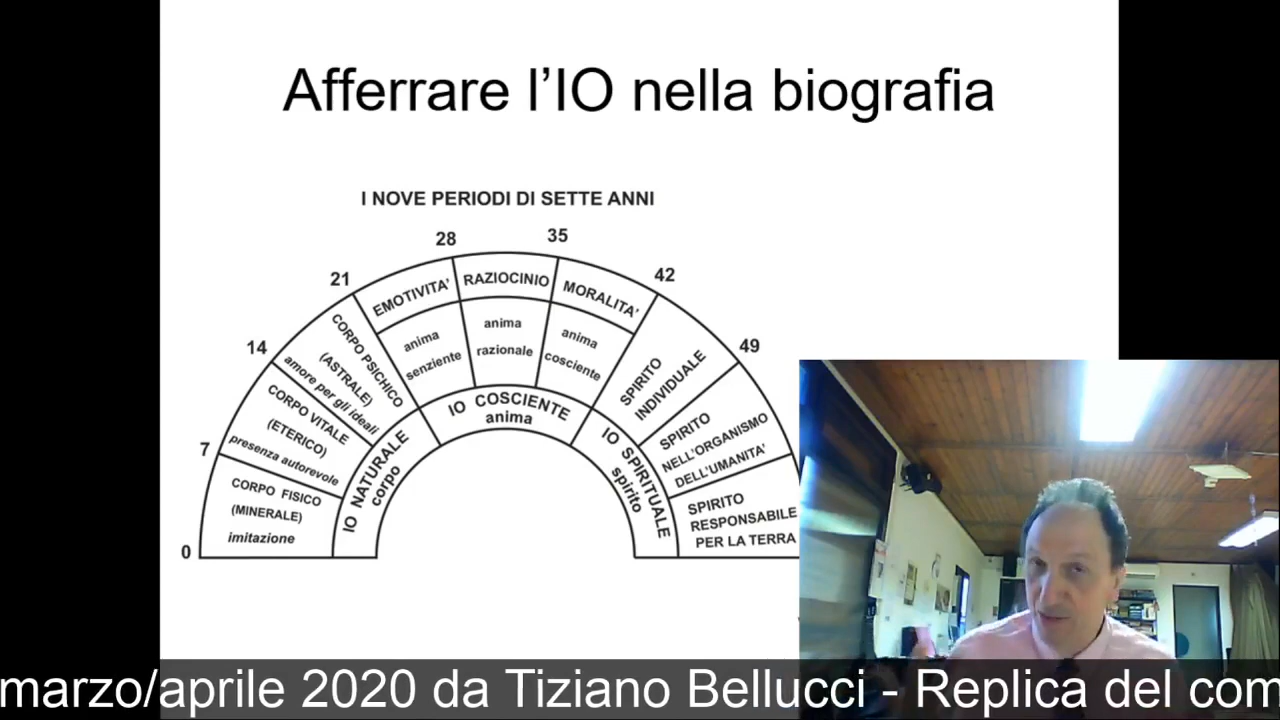 Afferrare l'IO nella biografia
I NOVE PERIODI DI SETTE ANNI
0
7
14
21
28
35
42
49
CORPO FISICO
(MINERALE)
imitazione
CORPO VITALE
(ETERICO)
presenza autorevole
CORPO PSICHICO
(ASTRALE)
amore per gli ideali
EMOTIVITA'
anima
senziente
RAZIOCINIO
anima
razionale
MORALITA'
anima
cosciente
SPIRITO
INDIVIDUALE
SPIRITO
NELL'ORGANISMO
DELL'UMANITA'
SPIRITO
RESPONSABILE
PER LA TERRA
IO NATURALE
corpo
IO COSCIENTE
anima
IO SPIRITUALE
spirito
marzo/aprile 2020 da Tiziano Bellucci - Replica del com